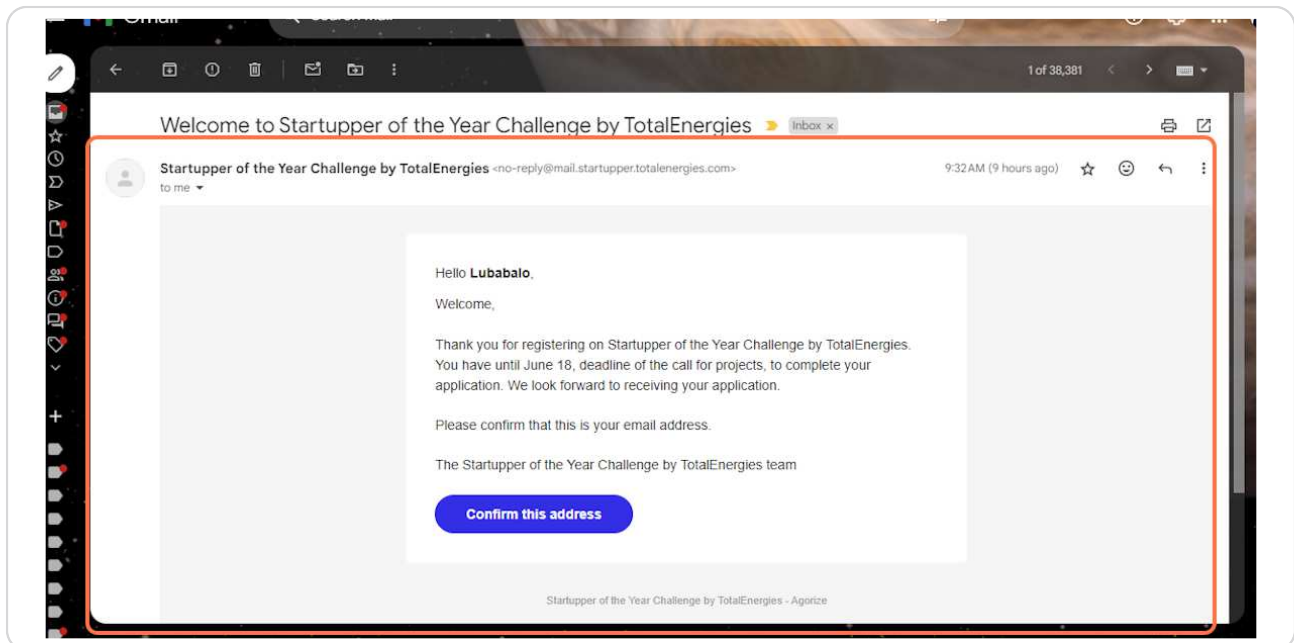 1 of 38,381
Welcome to Startupper of the Year Challenge by TotalEnergies
Inbox x
Startupper of the Year Challenge by TotalEnergies <no-reply@mail.startupper.totalenergies.com>
9:32 AM (9 hours ago)
to me
Hello Lubabalo,
Welcome,
Thank you for registering on Startupper of the Year Challenge by TotalEnergies.
You have until June 18, deadline of the call for projects, to complete your
application. We look forward to receiving your application.
Please confirm that this is your email address.
The Startupper of the Year Challenge by TotalEnergies team
Confirm this address
Startupper of the Year Challenge by TotalEnergies - Agorize